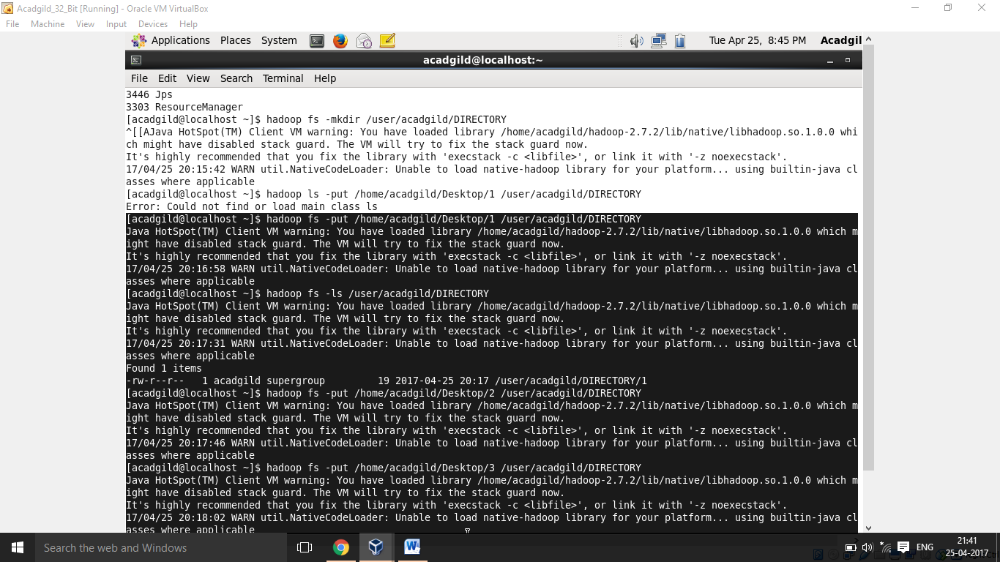 Acadgild_32_Bit [Running] - Oracle VM VirtualBox
File Machine View Input Devices Help
Applications Places System Tue Apr 25, 8:45 PM Acadgil
acadgild@localhost:~
File Edit View Search Terminal Help
3446 Jps
3303 ResourceManager
[acadgild@localhost ~]$ hadoop fs -mkdir /user/acadgild/DIRECTORY
^[[AJava HotSpot(TM) Client VM warning: You have loaded library /home/acadgild/hadoop-2.7.2/lib/native/libhadoop.so.1.0.0 whi
ch might have disabled stack guard. The VM will try to fix the stack guard now.
It's highly recommended that you fix the library with 'execstack -c <libfile>', or link it with '-z noexecstack'.
17/04/25 20:15:42 WARN util.NativeCodeLoader: Unable to load native-hadoop library for your platform... using builtin-java cl
asses where applicable
[acadgild@localhost ~]$ hadoop ls -put /home/acadgild/Desktop/1 /user/acadgild/DIRECTORY
Error: Could not find or load main class ls
[acadgild@localhost ~]$ hadoop fs -put /home/acadgild/Desktop/1 /user/acadgild/DIRECTORY
Java HotSpot(TM) Client VM warning: You have loaded library /home/acadgild/hadoop-2.7.2/lib/native/libhadoop.so.1.0.0 which m
ight have disabled stack guard. The VM will try to fix the stack guard now.
It's highly recommended that you fix the library with 'execstack -c <libfile>', or link it with '-z noexecstack'.
17/04/25 20:16:58 WARN util.NativeCodeLoader: Unable to load native-hadoop library for your platform... using builtin-java cl
asses where applicable
[acadgild@localhost ~]$ hadoop fs -ls /user/acadgild/DIRECTORY
Java HotSpot(TM) Client VM warning: You have loaded library /home/acadgild/hadoop-2.7.2/lib/native/libhadoop.so.1.0.0 which m
ight have disabled stack guard. The VM will try to fix the stack guard now.
It's highly recommended that you fix the library with 'execstack -c <libfile>', or link it with '-z noexecstack'.
17/04/25 20:17:31 WARN util.NativeCodeLoader: Unable to load native-hadoop library for your platform... using builtin-java cl
asses where applicable
Found 1 items
-rw-r--r--   1 acadgild supergroup         19 2017-04-25 20:17 /user/acadgild/DIRECTORY/1
[acadgild@localhost ~]$ hadoop fs -put /home/acadgild/Desktop/2 /user/acadgild/DIRECTORY
Java HotSpot(TM) Client VM warning: You have loaded library /home/acadgild/hadoop-2.7.2/lib/native/libhadoop.so.1.0.0 which m
ight have disabled stack guard. The VM will try to fix the stack guard now.
It's highly recommended that you fix the library with 'execstack -c <libfile>', or link it with '-z noexecstack'.
17/04/25 20:17:46 WARN util.NativeCodeLoader: Unable to load native-hadoop library for your platform... using builtin-java cl
asses where applicable
[acadgild@localhost ~]$ hadoop fs -put /home/acadgild/Desktop/3 /user/acadgild/DIRECTORY
Java HotSpot(TM) Client VM warning: You have loaded library /home/acadgild/hadoop-2.7.2/lib/native/libhadoop.so.1.0.0 which m
ight have disabled stack guard. The VM will try to fix the stack guard now.
It's highly recommended that you fix the library with 'execstack -c <libfile>', or link it with '-z noexecstack'.
17/04/25 20:18:02 WARN util.NativeCodeLoader: Unable to load native-hadoop library for your platform... using builtin-java cl
asses where applicable
Search the web and Windows
ENG
21:41
25-04-2017